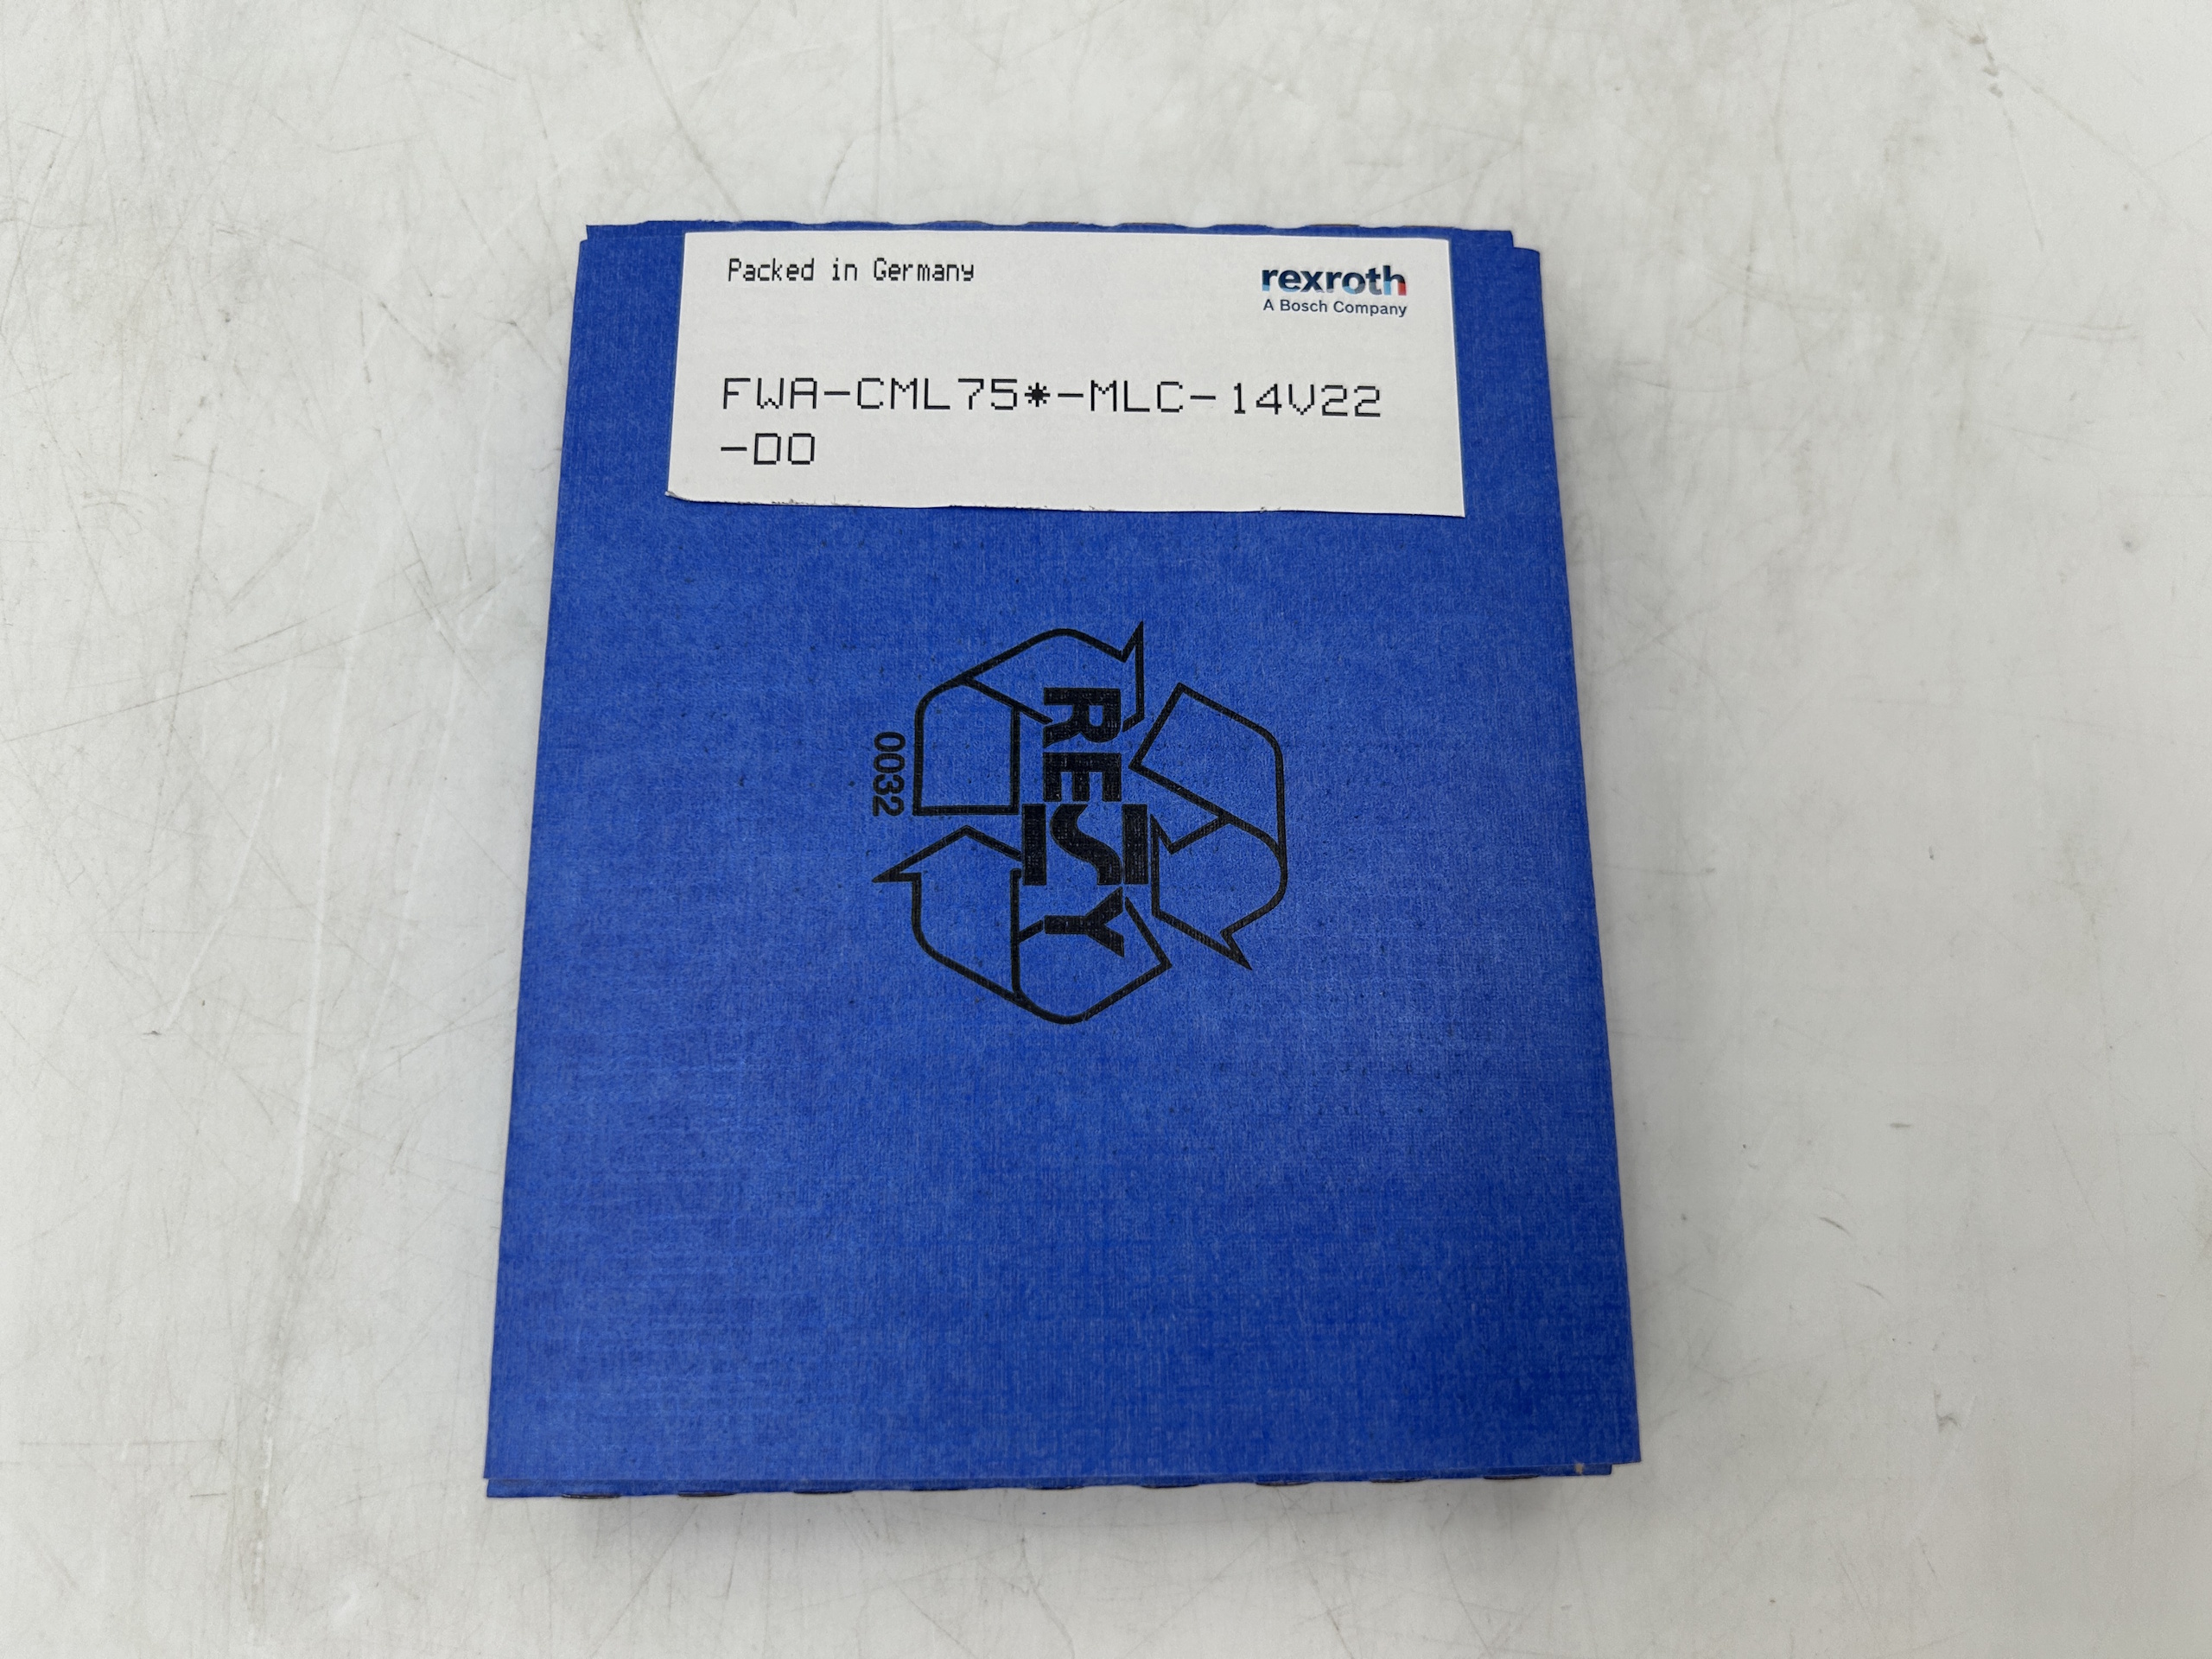 Packed in Germany
rexroth
A Bosch Company
FWA-CML75*-MLC-14V22
-D0
RESY
0032